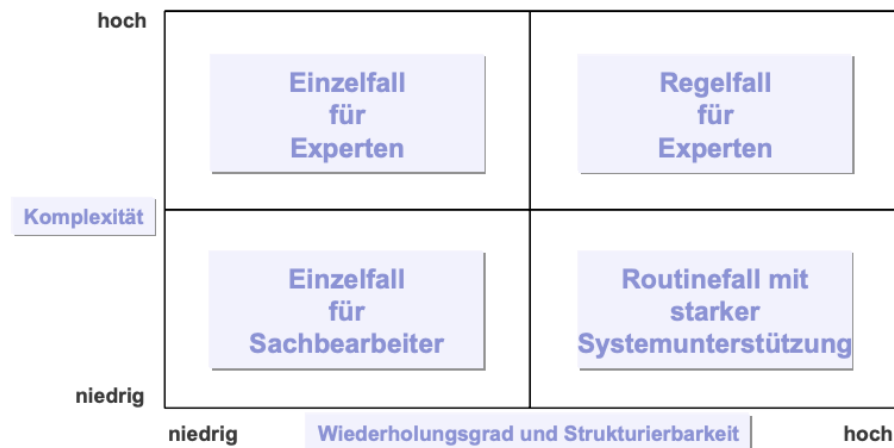 hoch
Einzelfall
für
Experten
Regelfall
für
Experten
Komplexität
Einzelfall
für
Sachbearbeiter
Routinefall mit
starker
Systemunterstützung
niedrig
niedrig
Wiederholungsgrad und Strukturierbarkeit
hoch